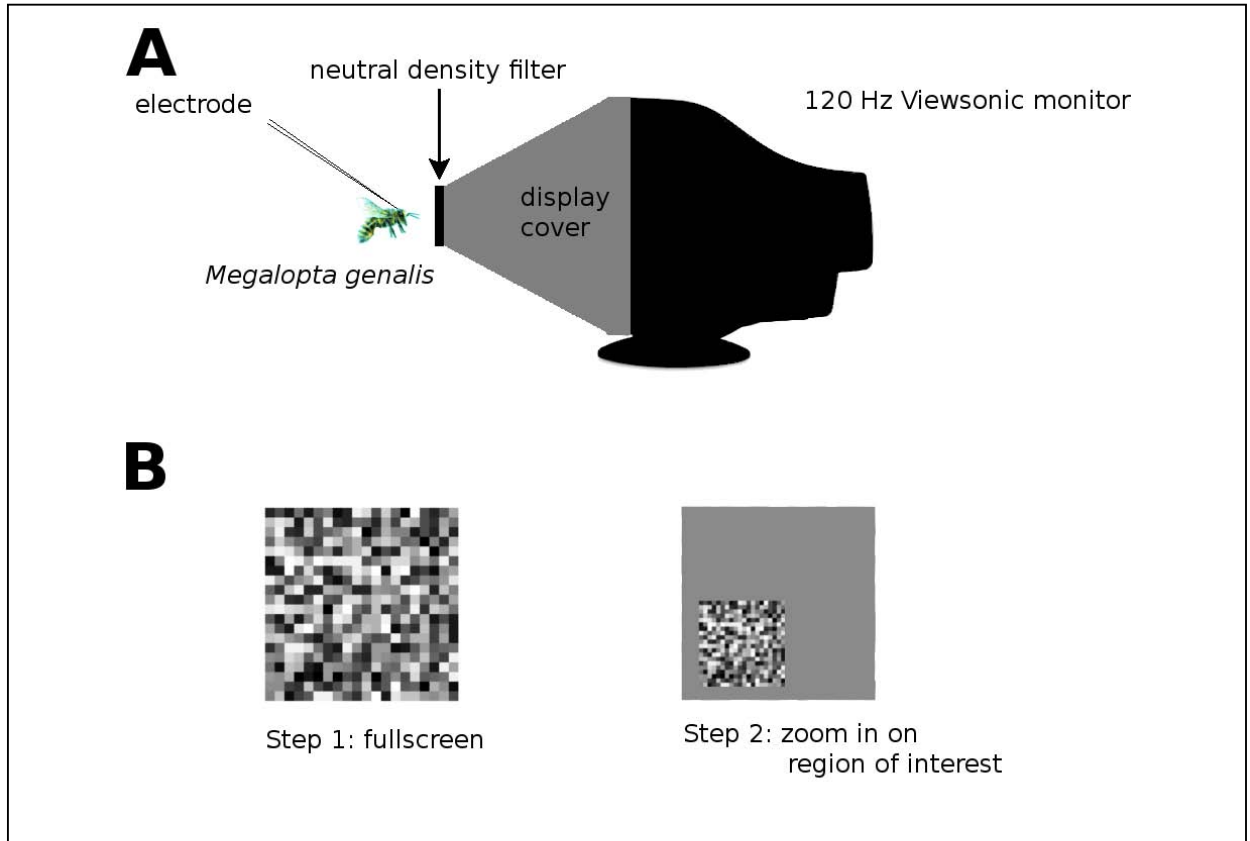 A
neutral density filter
electrode
120 Hz Viewsonic monitor
display
cover
Megalopta genalis
B
Step 1: fullscreen
Step 2: zoom in on
region of interest